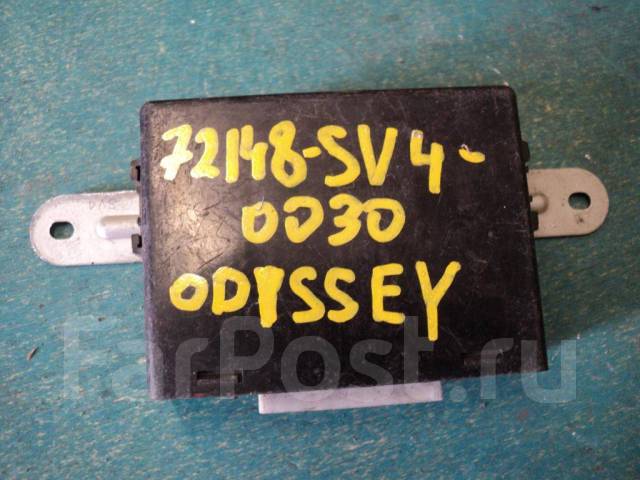 72148-SV4-
0030
ODYSSEY
FarPost.ru